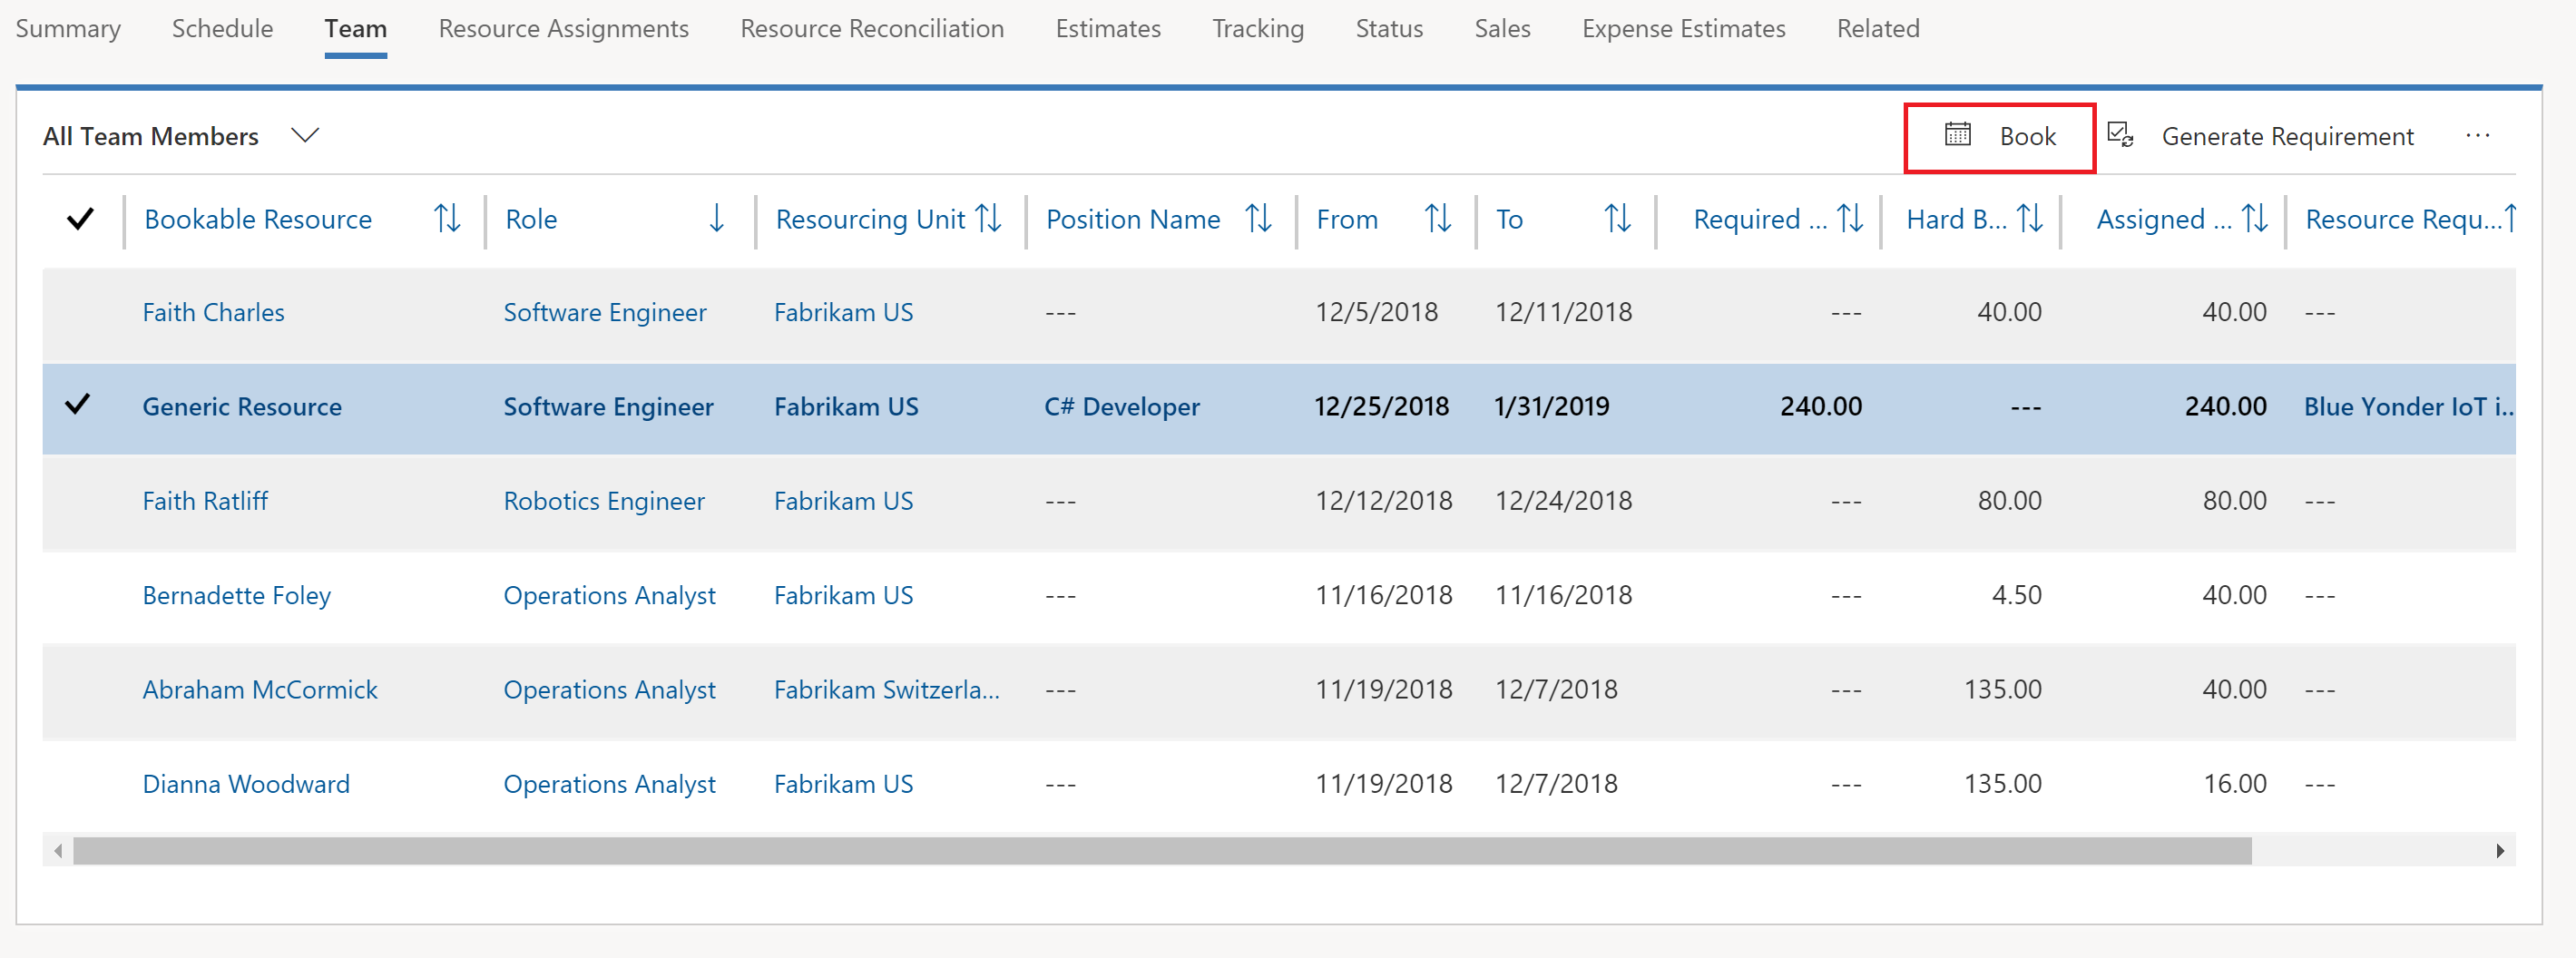 Summary Schedule Team Resource Assignments Resource Reconciliation Estimates Tracking Status Sales Expense Estimates Related
All Team Members Book Generate Requirement ...
Bookable Resource Role Resourcing Unit Position Name From To Required ... Hard B... Assigned ... Resource Requ...
Faith Charles Software Engineer Fabrikam US --- 12/5/2018 12/11/2018 --- 40.00 40.00 ---
Generic Resource Software Engineer Fabrikam US C# Developer 12/25/2018 1/31/2019 240.00 --- 240.00 Blue Yonder IoT i...
Faith Ratliff Robotics Engineer Fabrikam US --- 12/12/2018 12/24/2018 --- 80.00 80.00 ---
Bernadette Foley Operations Analyst Fabrikam US --- 11/16/2018 11/16/2018 --- 4.50 40.00 ---
Abraham McCormick Operations Analyst Fabrikam Switzerla... --- 11/19/2018 12/7/2018 --- 135.00 40.00 ---
Dianna Woodward Operations Analyst Fabrikam US --- 11/19/2018 12/7/2018 --- 135.00 16.00 ---